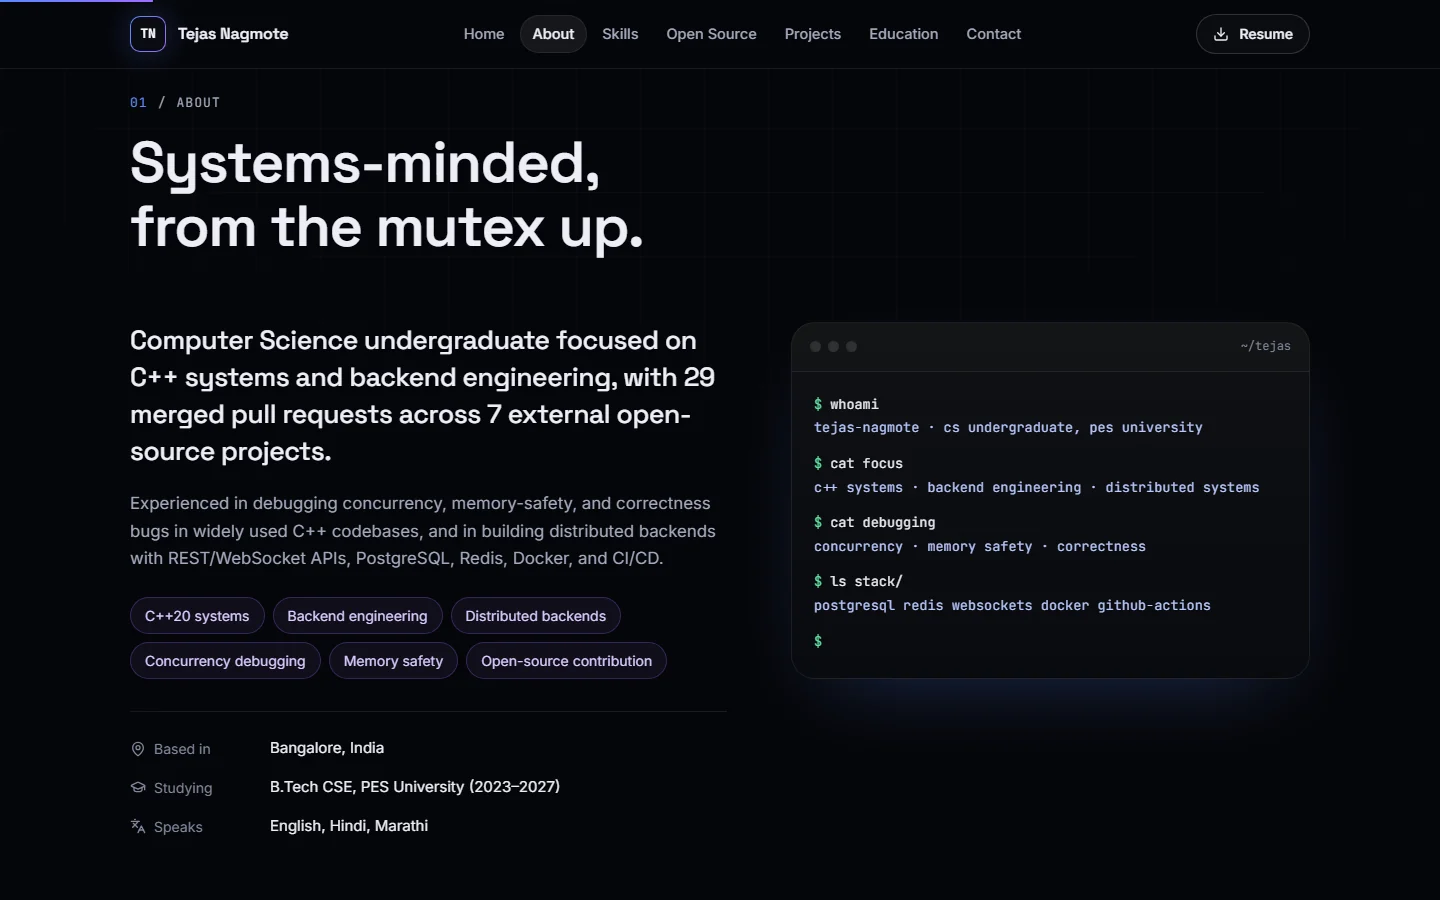 TN Tejas Nagmote Home About Skills Open Source Projects Education Contact Resume
01 / ABOUT
Systems-minded,
from the mutex up.
Computer Science undergraduate focused on
C++ systems and backend engineering, with 29
merged pull requests across 7 external open-
source projects.
Experienced in debugging concurrency, memory-safety, and correctness
bugs in widely used C++ codebases, and in building distributed backends
with REST/WebSocket APIs, PostgreSQL, Redis, Docker, and CI/CD.
C++20 systems Backend engineering Distributed backends
Concurrency debugging Memory safety Open-source contribution
Based in Bangalore, India
Studying B.Tech CSE, PES University (2023–2027)
Speaks English, Hindi, Marathi
~/tejas
$ whoami
tejas-nagmote · cs undergraduate, pes university
$ cat focus
c++ systems · backend engineering · distributed systems
$ cat debugging
concurrency · memory safety · correctness
$ ls stack/
postgresql redis websockets docker github-actions
$